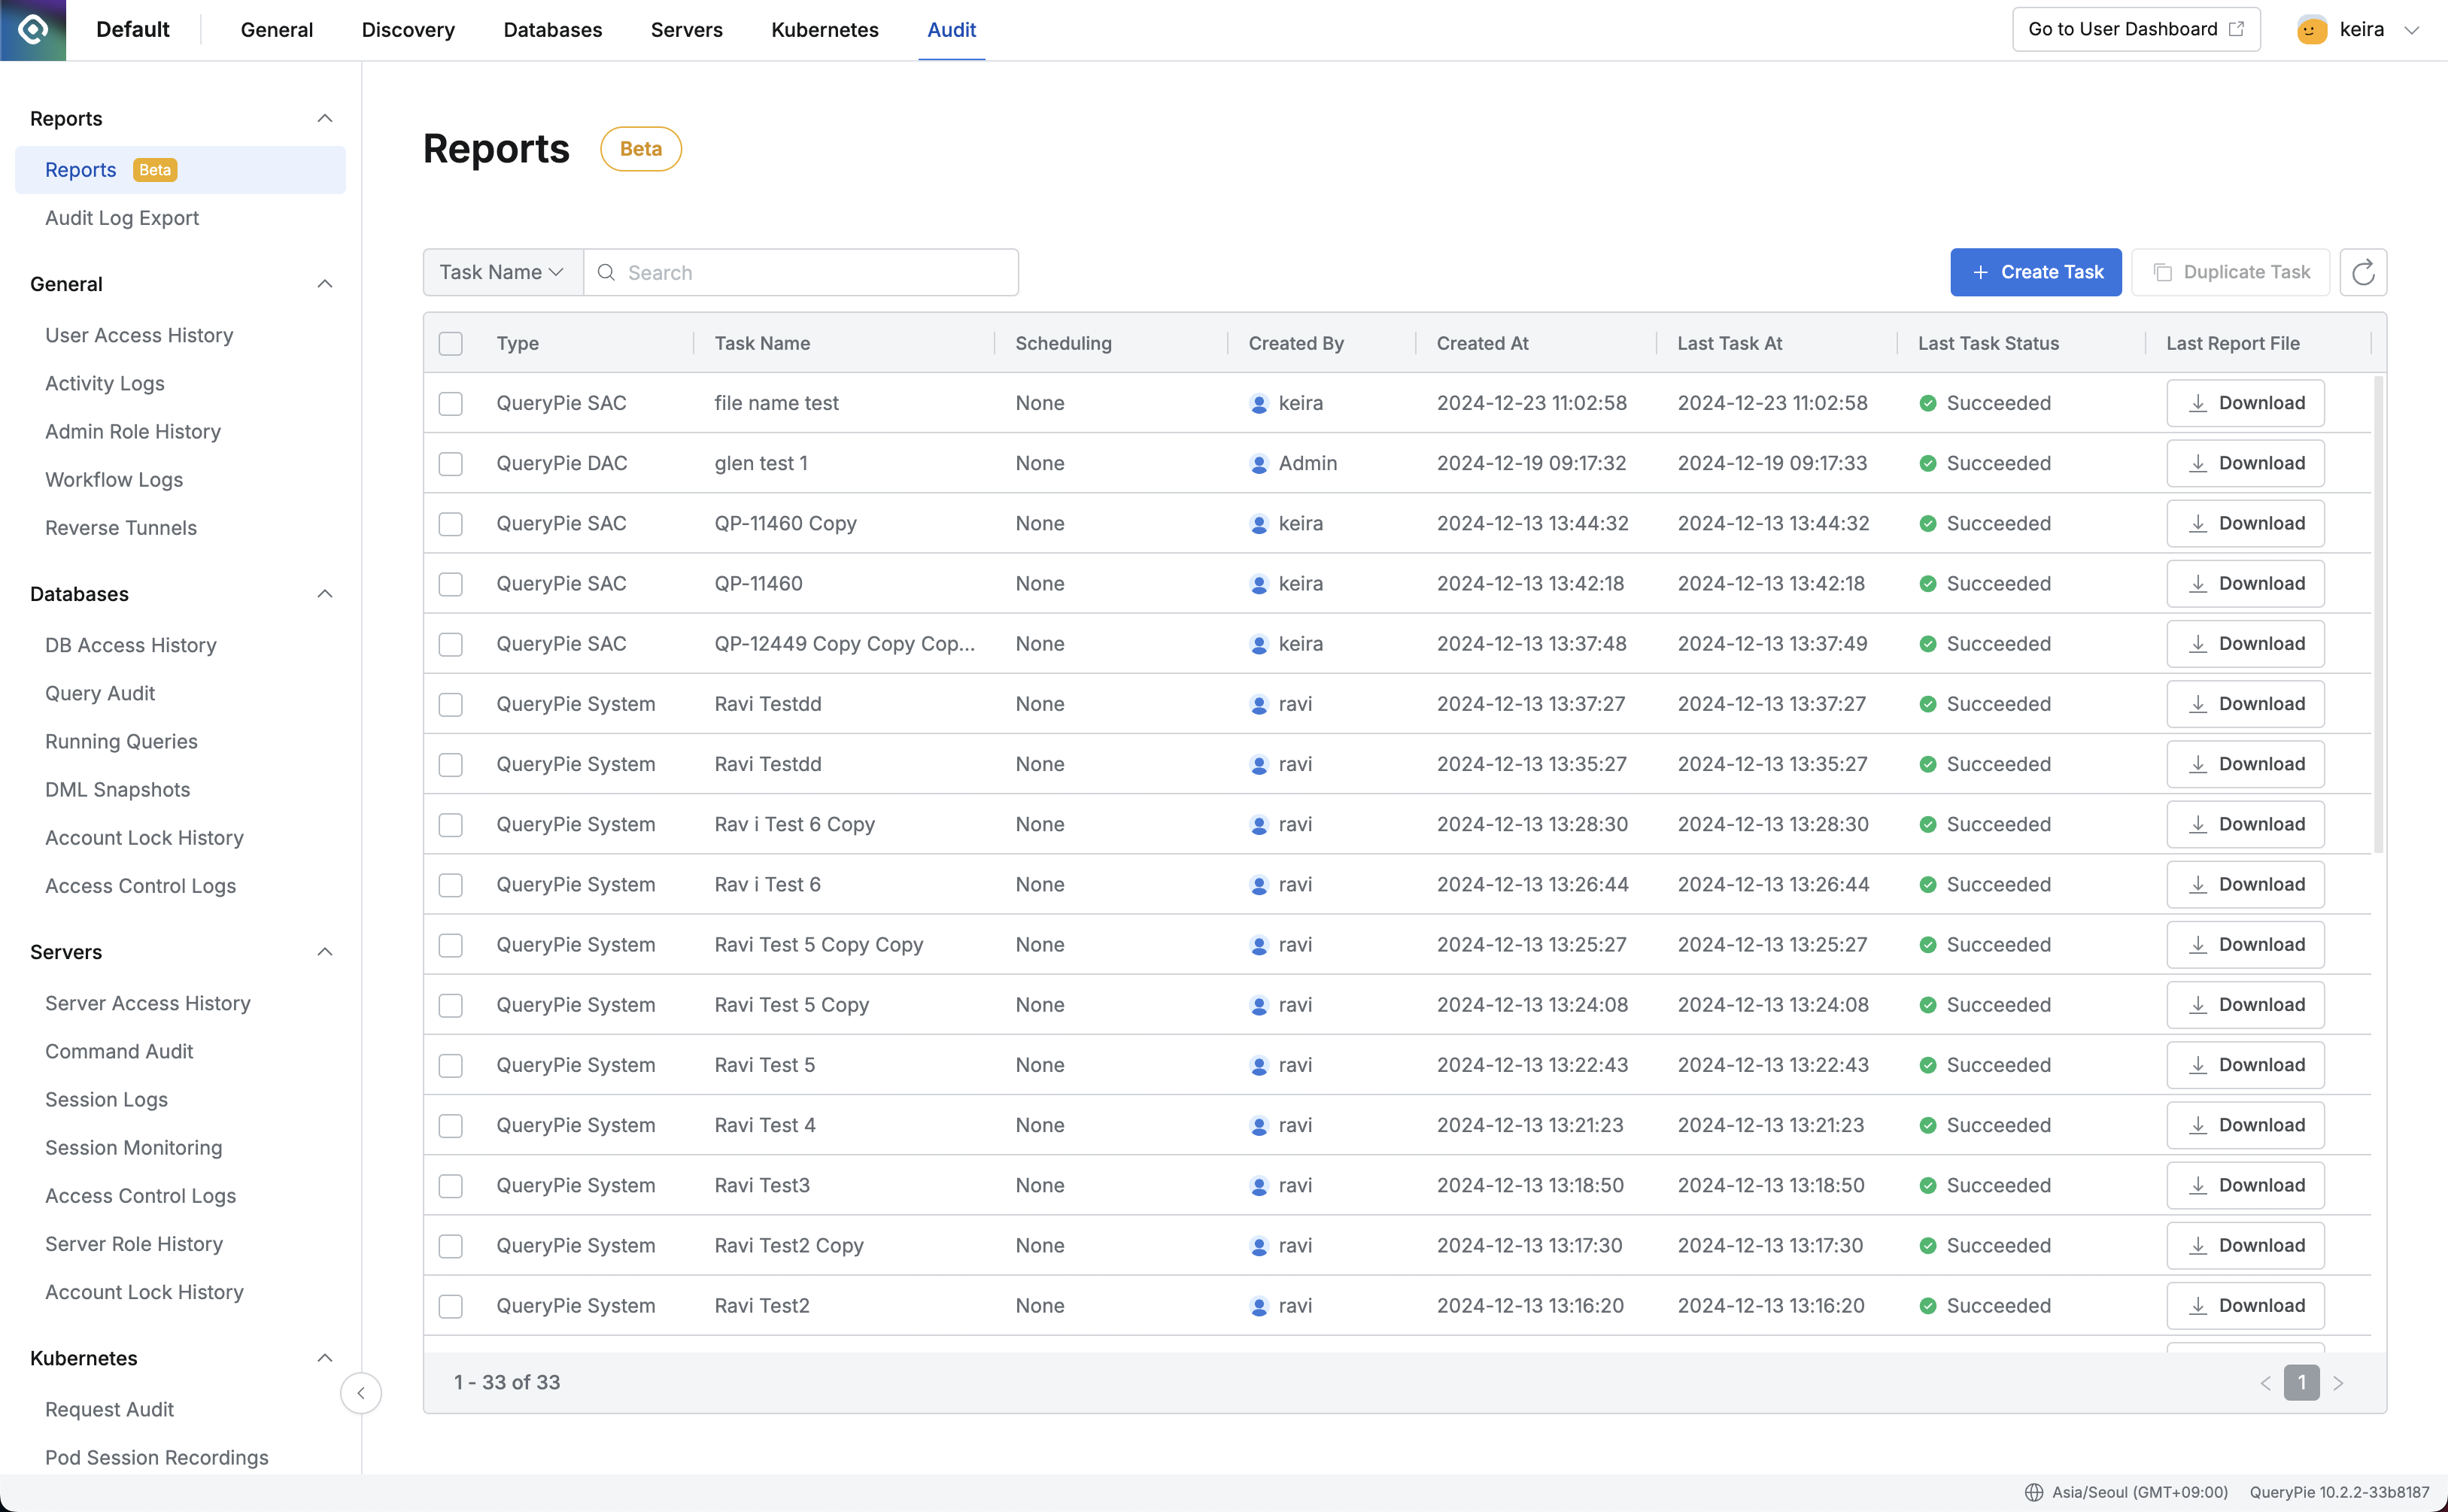 Default
General
Discovery
Databases
Servers
Kubernetes
Audit
Go to User Dashboard
keira
Reports
Reports Beta
Audit Log Export
General
User Access History
Activity Logs
Admin Role History
Workflow Logs
Reverse Tunnels
Databases
DB Access History
Query Audit
Running Queries
DML Snapshots
Account Lock History
Access Control Logs
Servers
Server Access History
Command Audit
Session Logs
Session Monitoring
Access Control Logs
Server Role History
Account Lock History
Kubernetes
Request Audit
Pod Session Recordings
Reports Beta
Task Name Search
Create Task Duplicate Task
Type Task Name Scheduling Created By Created At Last Task At Last Task Status Last Report File
QueryPie SAC file name test None keira 2024-12-23 11:02:58 2024-12-23 11:02:58 Succeeded Download
QueryPie DAC glen test 1 None Admin 2024-12-19 09:17:32 2024-12-19 09:17:33 Succeeded Download
QueryPie SAC QP-11460 Copy None keira 2024-12-13 13:44:32 2024-12-13 13:44:32 Succeeded Download
QueryPie SAC QP-11460 None keira 2024-12-13 13:42:18 2024-12-13 13:42:18 Succeeded Download
QueryPie SAC QP-12449 Copy Copy Cop... None keira 2024-12-13 13:37:48 2024-12-13 13:37:49 Succeeded Download
QueryPie System Ravi Testdd None ravi 2024-12-13 13:37:27 2024-12-13 13:37:27 Succeeded Download
QueryPie System Ravi Testdd None ravi 2024-12-13 13:35:27 2024-12-13 13:35:27 Succeeded Download
QueryPie System Rav i Test 6 Copy None ravi 2024-12-13 13:28:30 2024-12-13 13:28:30 Succeeded Download
QueryPie System Rav i Test 6 None ravi 2024-12-13 13:26:44 2024-12-13 13:26:44 Succeeded Download
QueryPie System Ravi Test 5 Copy Copy None ravi 2024-12-13 13:25:27 2024-12-13 13:25:27 Succeeded Download
QueryPie System Ravi Test 5 Copy None ravi 2024-12-13 13:24:08 2024-12-13 13:24:08 Succeeded Download
QueryPie System Ravi Test 5 None ravi 2024-12-13 13:22:43 2024-12-13 13:22:43 Succeeded Download
QueryPie System Ravi Test 4 None ravi 2024-12-13 13:21:23 2024-12-13 13:21:23 Succeeded Download
QueryPie System Ravi Test3 None ravi 2024-12-13 13:18:50 2024-12-13 13:18:50 Succeeded Download
QueryPie System Ravi Test2 Copy None ravi 2024-12-13 13:17:30 2024-12-13 13:17:30 Succeeded Download
QueryPie System Ravi Test2 None ravi 2024-12-13 13:16:20 2024-12-13 13:16:20 Succeeded Download
1 - 33 of 33
1
Asia/Seoul (GMT+09:00) QueryPie 10.2.2-33b8187